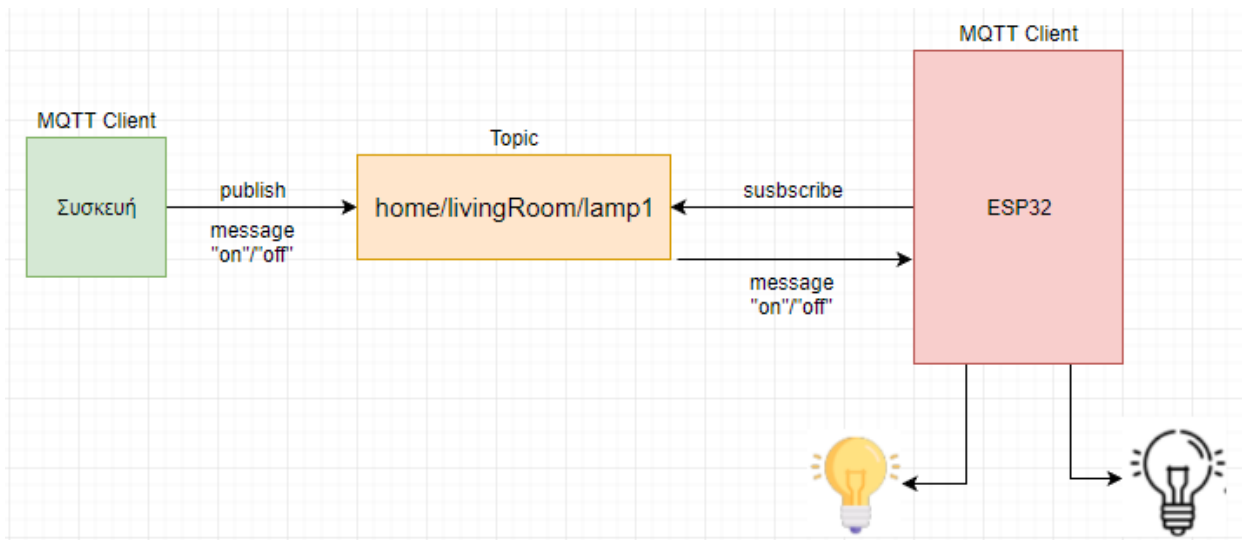 MQTT Client
Συσκευή
publish
message
"on"/"off"
Topic
home/livingRoom/lamp1
susbscribe
message
"on"/"off"
MQTT Client
ESP32